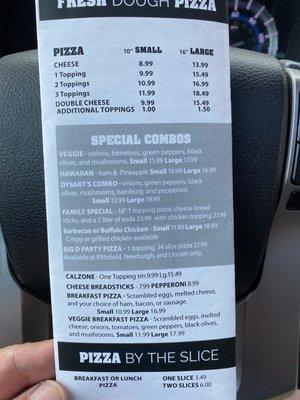 FRESH DOUGH PIZZA
PIZZA 10" SMALL 16" LARGE
CHEESE 8.99 13.99
1 Topping 9.99 15.49
2 Toppings 10.99 16.99
3 Toppings 11.99 18.49
DOUBLE CHEESE 9.99 15.49
ADDITIONAL TOPPINGS 1.00 1.50
SPECIAL COMBOS
VEGGIE - onions, tomatoes, green peppers, black
olives, and mushrooms. Small 11.99 Large 17.99
HAWAIIAN - ham & Pineapple Small 10.99 Large 16.99
DYSART'S COMBO - onions, green peppers, black
olives, mushrooms, hamburg, and pepperoni.
Small 12.99 Large 19.99
FAMILY SPECIAL - 16" 1 topping pizza, cheese bread
sticks, and a 2 liter of soda 23.99 with chicken topping 27.99
Barbecue or Buffalo Chicken - Small 11.99 Large 18.99
Crispy or grilled chicken available
BIG D PARTY PIZZA - 1 topping, 24 slice pizza 27.99
Available at Pittsfield, Newburgh, and Lincoln only.
CALZONE - One Topping sm.9.99 Lg.15.49
CHEESE BREADSTICKS - 7.99 PEPPERONI 8.99
BREAKFAST PIZZA - Scrambled eggs, melted cheese,
and your choice of ham, bacon, or sausage.
Small 10.99 Large 16.99
VEGGIE BREAKFAST PIZZA - Scrambled eggs, melted
cheese, onions, tomatoes, green peppers, black olives,
and mushrooms. Small 11.99 Large 17.99
PIZZA BY THE SLICE
BREAKFAST OR LUNCH ONE SLICE 3.49
PIZZA TWO SLICES 6.00